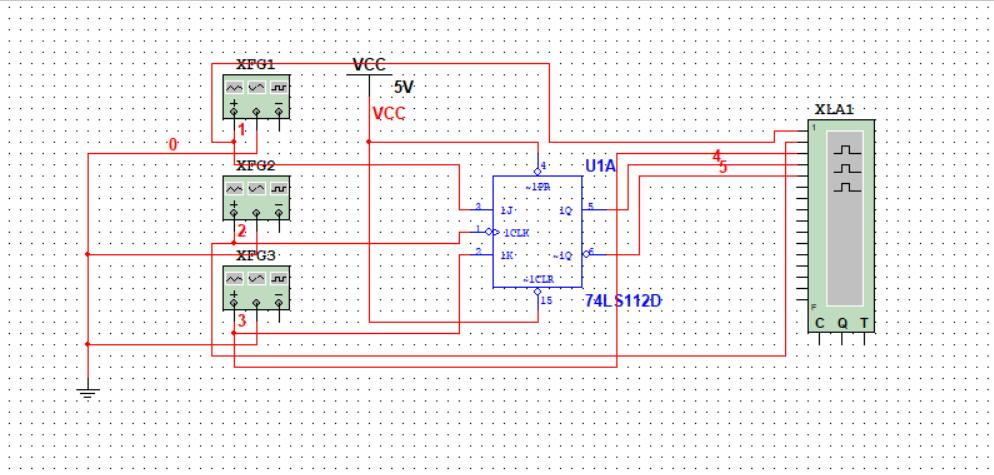 XFG1
VCC
5V
VCC
+
−
1
0
XFG2
+
−
2
XFG3
+
−
3
4
~1PR
U1A
3
1J
1Q
5
1
1CLK
2
1K
~1Q
6
~1CLR
15
74LS112D
4
5
XLA1
1
F
C Q T